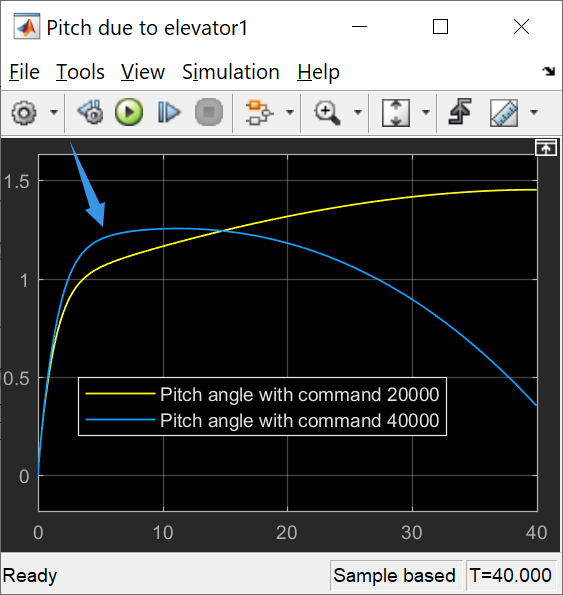 Pitch due to elevator1
File Tools View Simulation Help
1.5
1
0.5
0
Pitch angle with command 20000
Pitch angle with command 40000
0 10 20 30 40
Ready Sample based T=40.000